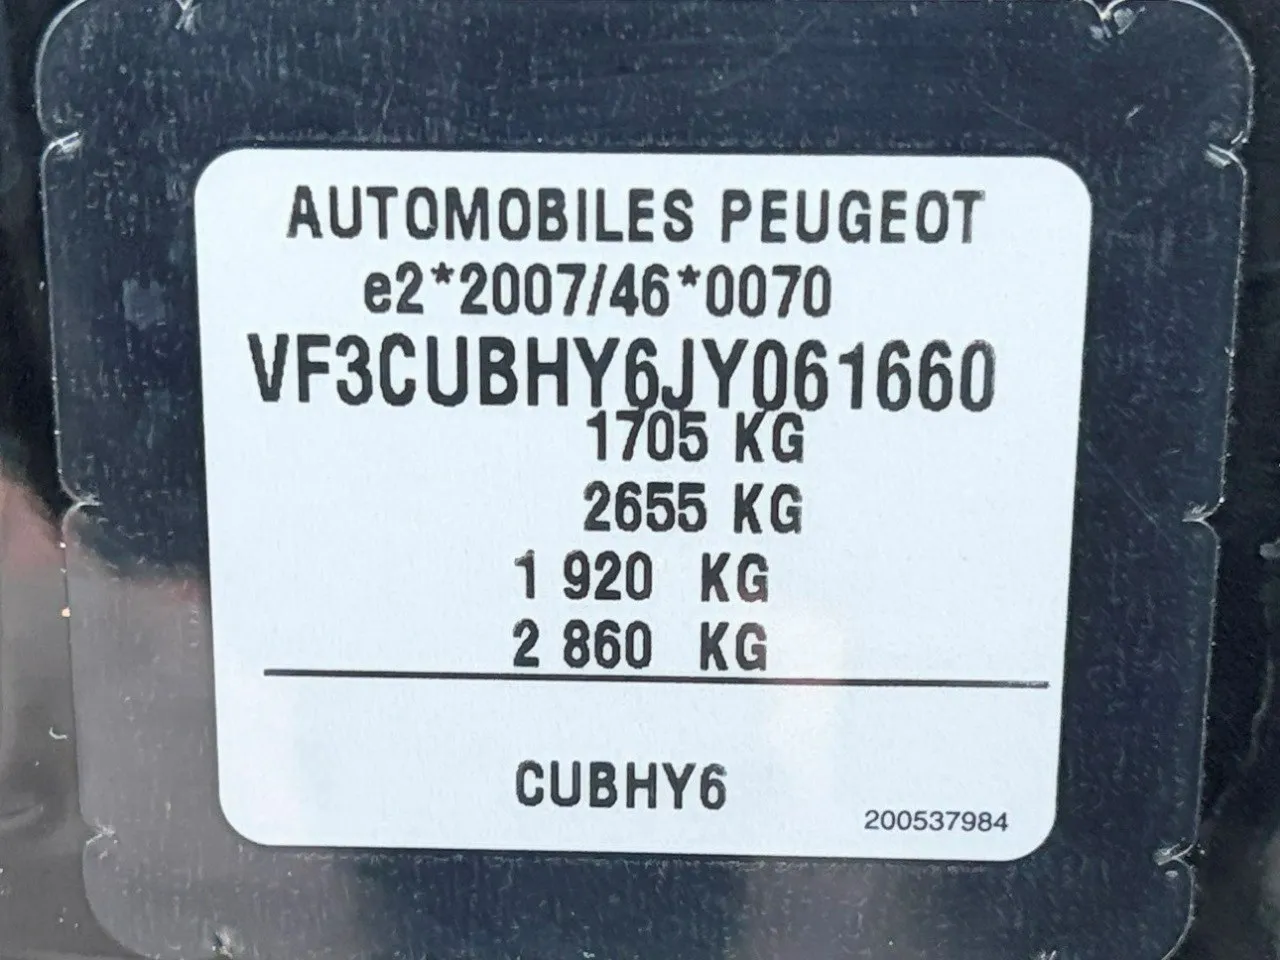 AUTOMOBILES PEUGEOT
e2*2007/46*0070
VF3CUBHY6JY061660
1705 KG
2655 KG
1 920 KG
2 860 KG
CUBHY6
200537984